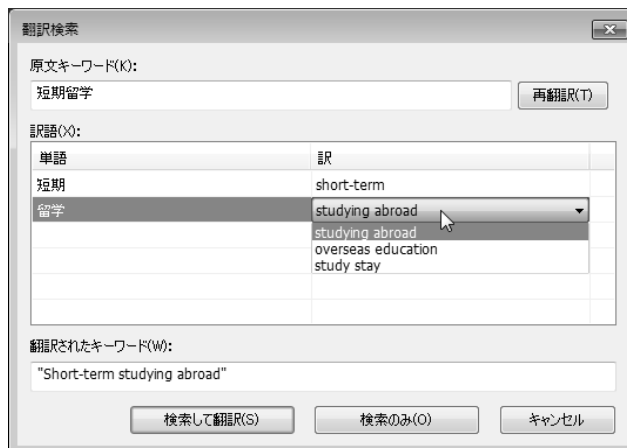 翻訳検索
原文キーワード(K):
短期留学
再翻訳(T)
訳語(X):
単語 訳
短期 short-term
留学 studying abroad
studying abroad
overseas education
study stay
翻訳されたキーワード(W):
"Short-term studying abroad"
検索して翻訳(S) 検索のみ(O) キャンセル